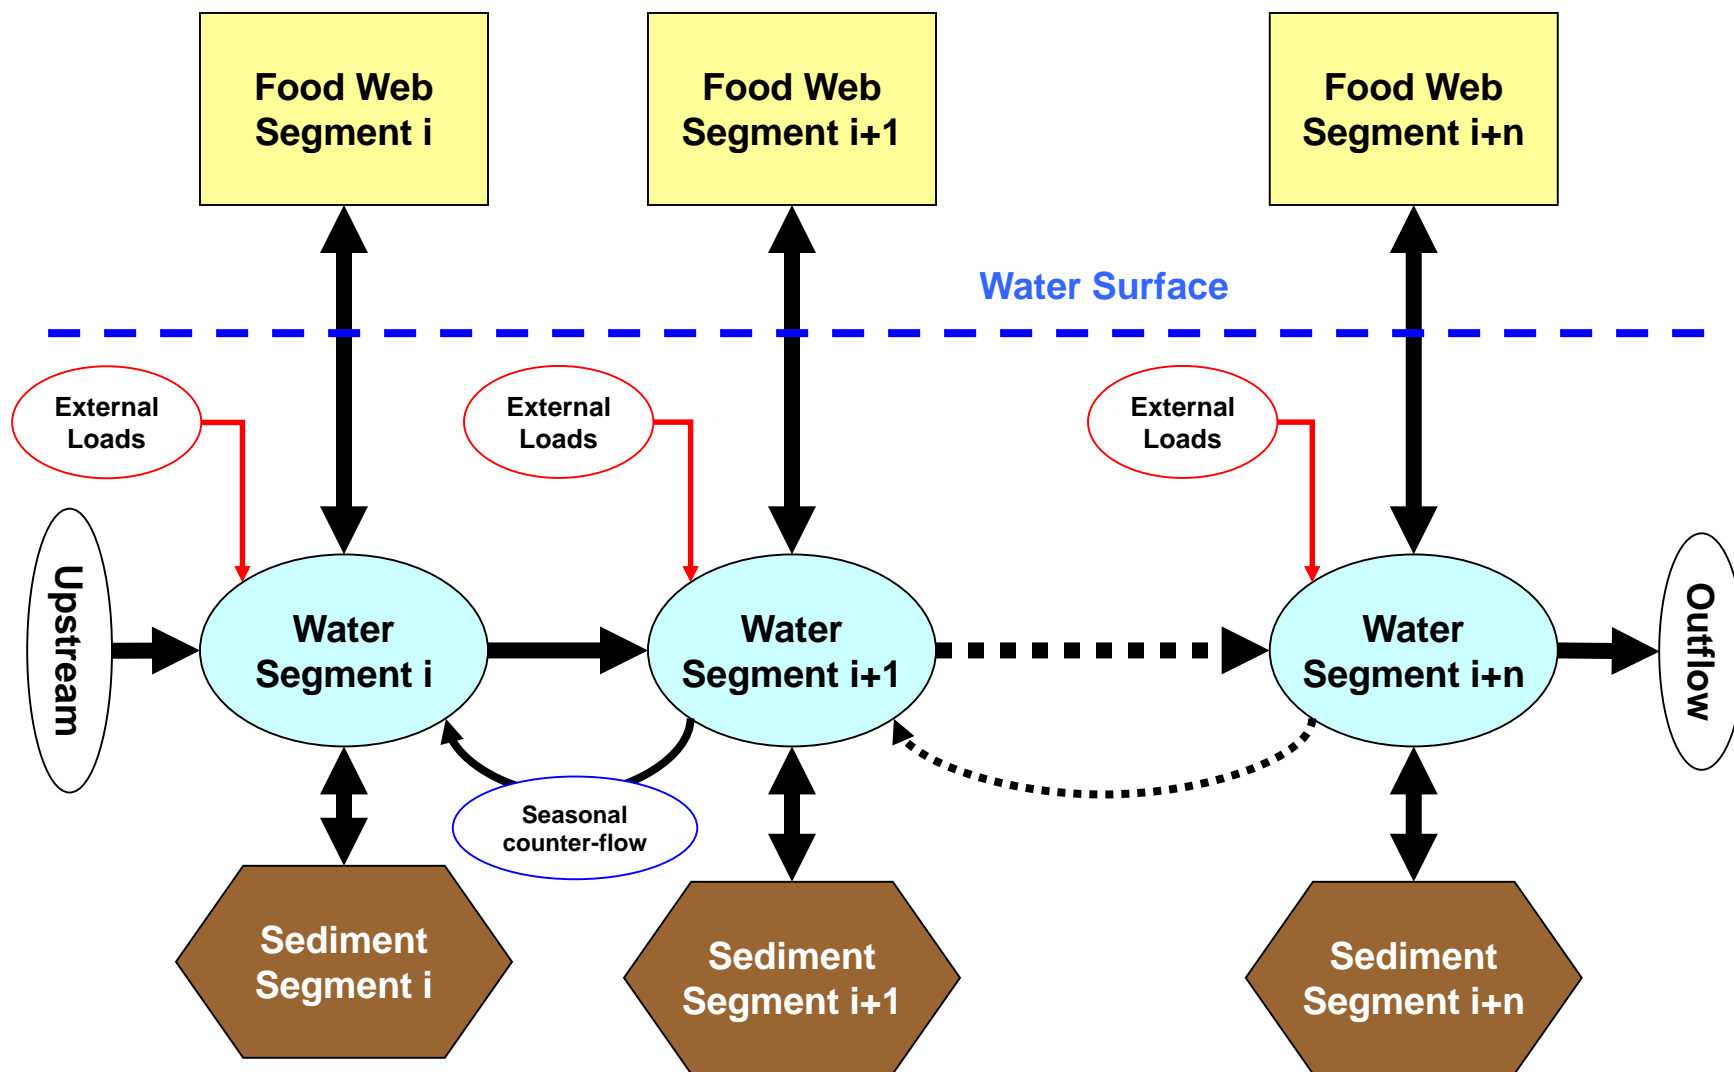 Food Web
Segment i
Food Web
Segment i+1
Food Web
Segment i+n
Water Surface
External
Loads
External
Loads
External
Loads
Upstream
Water
Segment i
Water
Segment i+1
Water
Segment i+n
Outflow
Seasonal
counter-flow
Sediment
Segment i
Sediment
Segment i+1
Sediment
Segment i+n